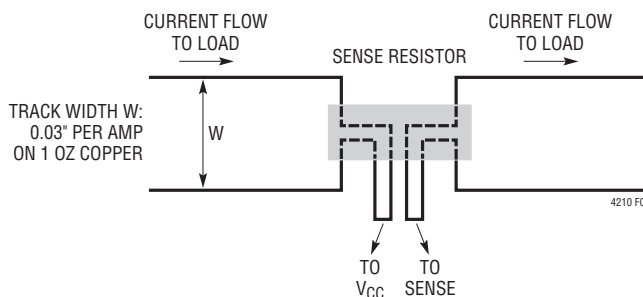 CURRENT FLOW
TO LOAD
CURRENT FLOW
TO LOAD
SENSE RESISTOR
TRACK WIDTH W:
0.03" PER AMP
ON 1 OZ COPPER
W
4210 F0
TO
VCC
TO
SENSE